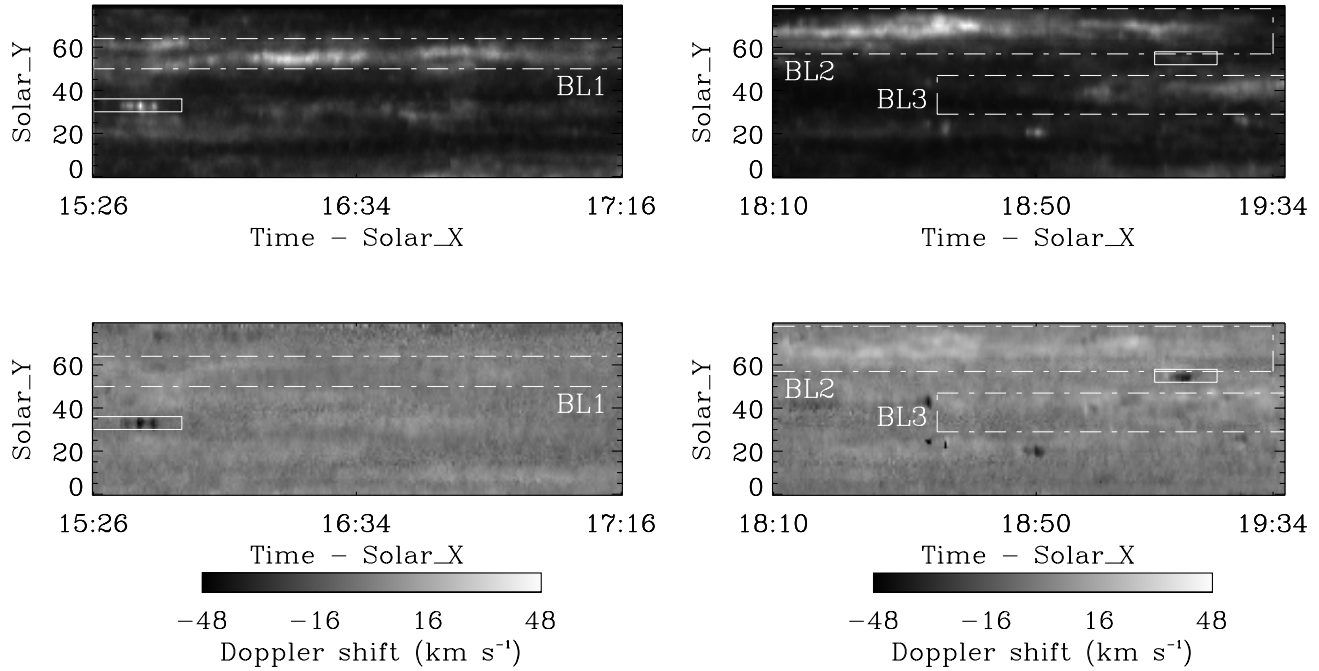 Solar_Y
60
40
20
0
BL1
15:26 16:34 17:16
Time – Solar_X
Solar_Y
60
40
20
0
BL2
BL3
18:10 18:50 19:34
Time – Solar_X
Solar_Y
60
40
20
0
BL1
15:26 16:34 17:16
Time – Solar_X
−48 −16 16 48
Doppler shift (km s⁻¹)
Solar_Y
60
40
20
0
BL2
BL3
18:10 18:50 19:34
Time – Solar_X
−48 −16 16 48
Doppler shift (km s⁻¹)